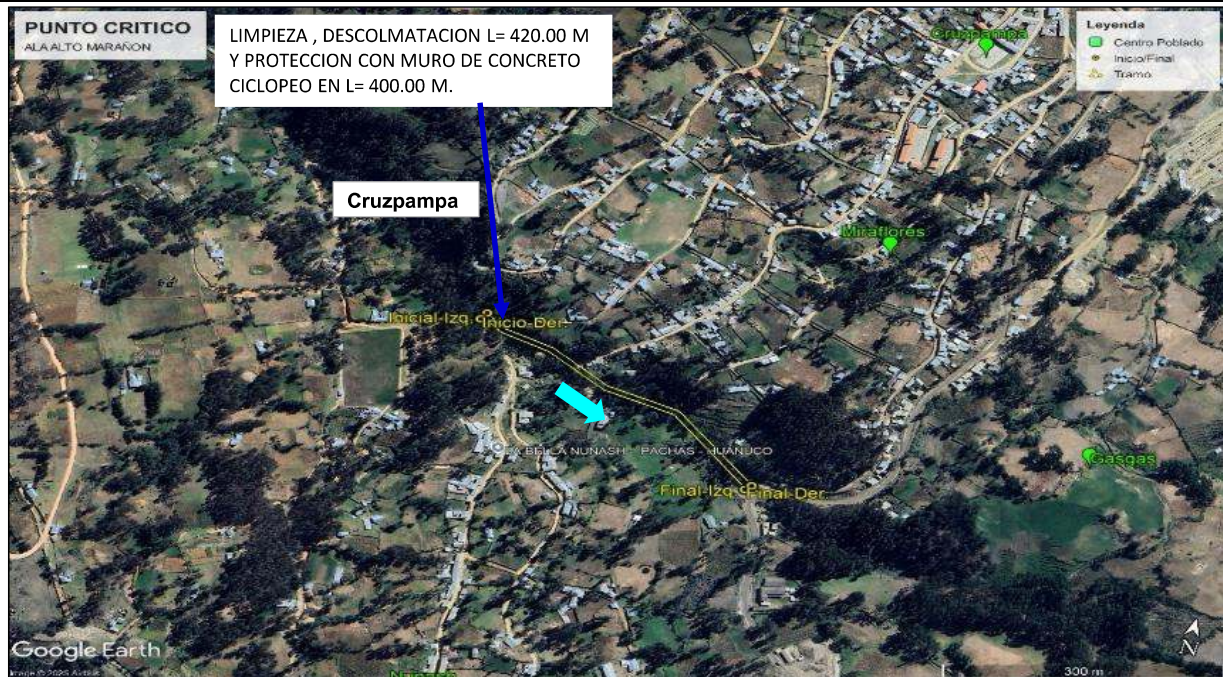 PUNTO CRITICO
ALA ALTO MARAÑON
LIMPIEZA , DESCOLMATACION L= 420.00 M
Y PROTECCION CON MURO DE CONCRETO
CICLOPEO EN L= 400.00 M.
Leyenda
Centro Poblado
Inicio/Final
Tramo
Cruzpampa
Cruzpampa
Miraflores
Inicial-Izq.
Inicio-Der.
BELLA NUNASH - PACHAS - HUANUCO
Gasgas
Final-Izq.
Final-Der.
Google Earth
N
300 m